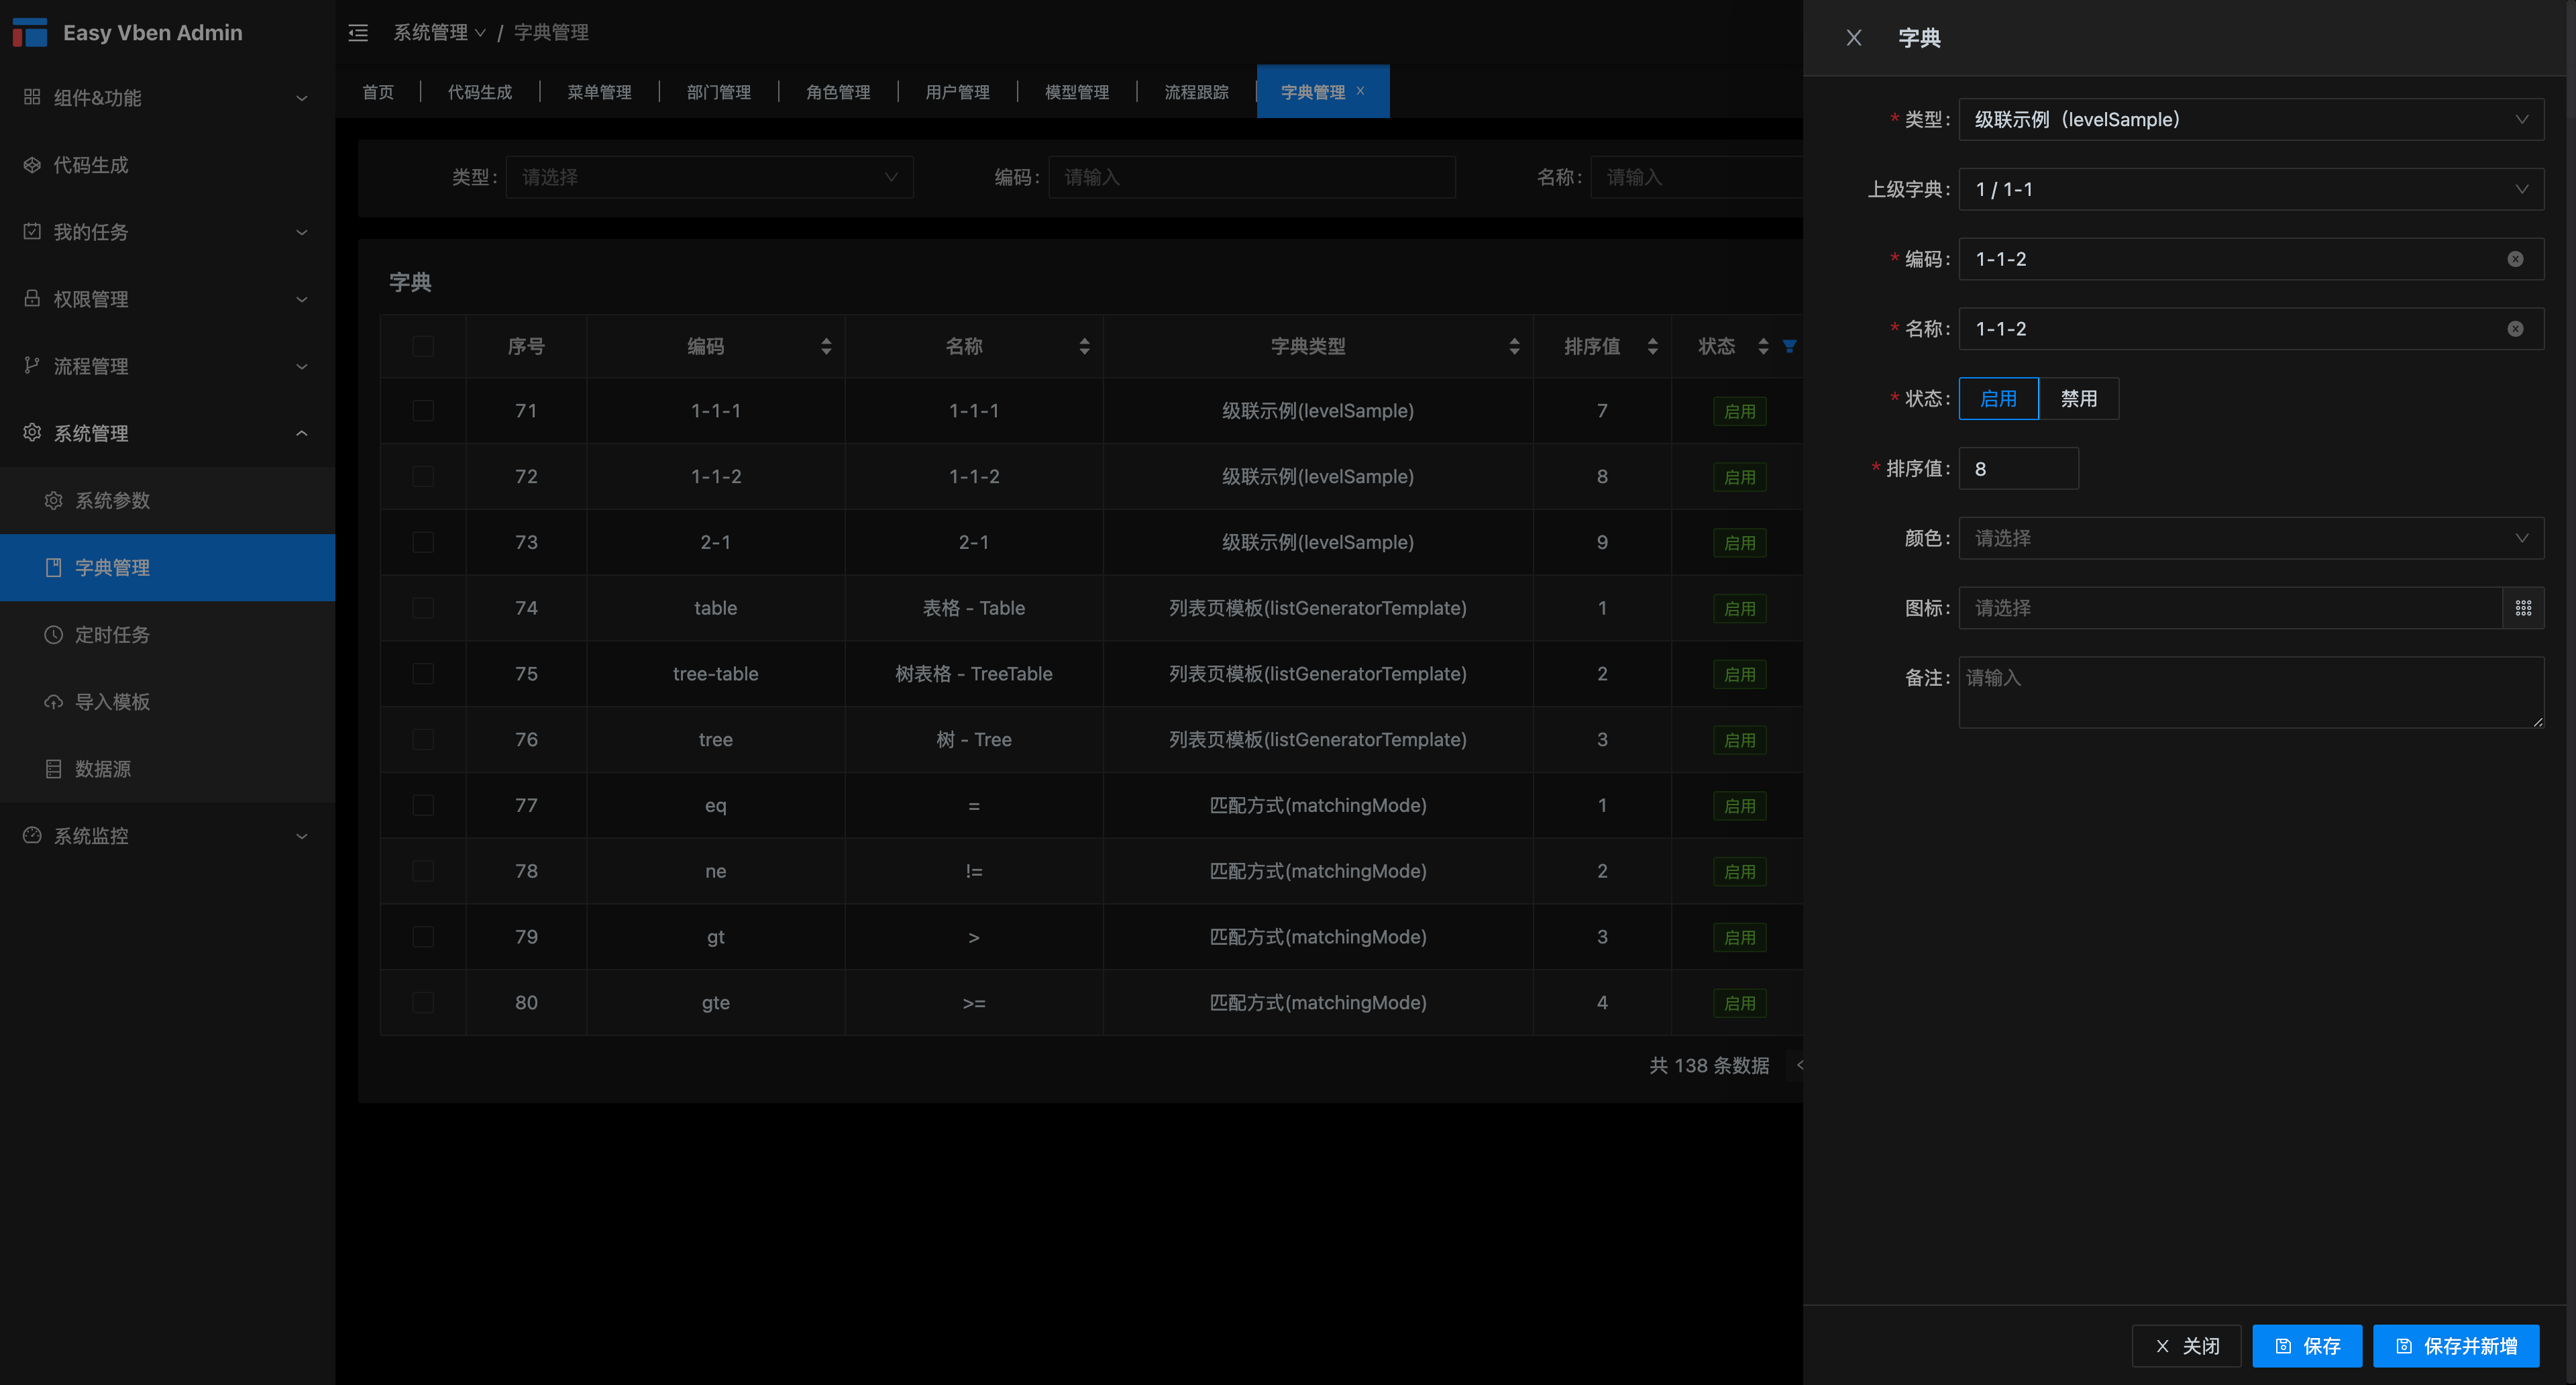 Easy Vben Admin
组件&功能
代码生成
我的任务
权限管理
流程管理
系统管理
系统参数
字典管理
定时任务
导入模板
数据源
系统监控
系统管理 / 字典管理
首页 代码生成 菜单管理 部门管理 角色管理 用户管理 模型管理 流程跟踪 字典管理 ×
类型: 请选择 编码: 请输入 名称: 请输入
字典
序号 编码 名称 字典类型 排序值 状态
71 1-1-1 1-1-1 级联示例(levelSample) 7 启用
72 1-1-2 1-1-2 级联示例(levelSample) 8 启用
73 2-1 2-1 级联示例(levelSample) 9 启用
74 table 表格 - Table 列表页模板(listGeneratorTemplate) 1 启用
75 tree-table 树表格 - TreeTable 列表页模板(listGeneratorTemplate) 2 启用
76 tree 树 - Tree 列表页模板(listGeneratorTemplate) 3 启用
77 eq = 匹配方式(matchingMode) 1 启用
78 ne != 匹配方式(matchingMode) 2 启用
79 gt > 匹配方式(matchingMode) 3 启用
80 gte >= 匹配方式(matchingMode) 4 启用
共 138 条数据 <
字典
* 类型: 级联示例（levelSample）
上级字典: 1 / 1-1
* 编码: 1-1-2
* 名称: 1-1-2
* 状态: 启用 禁用
* 排序值: 8
颜色: 请选择
图标: 请选择
备注: 请输入
关闭 保存 保存并新增